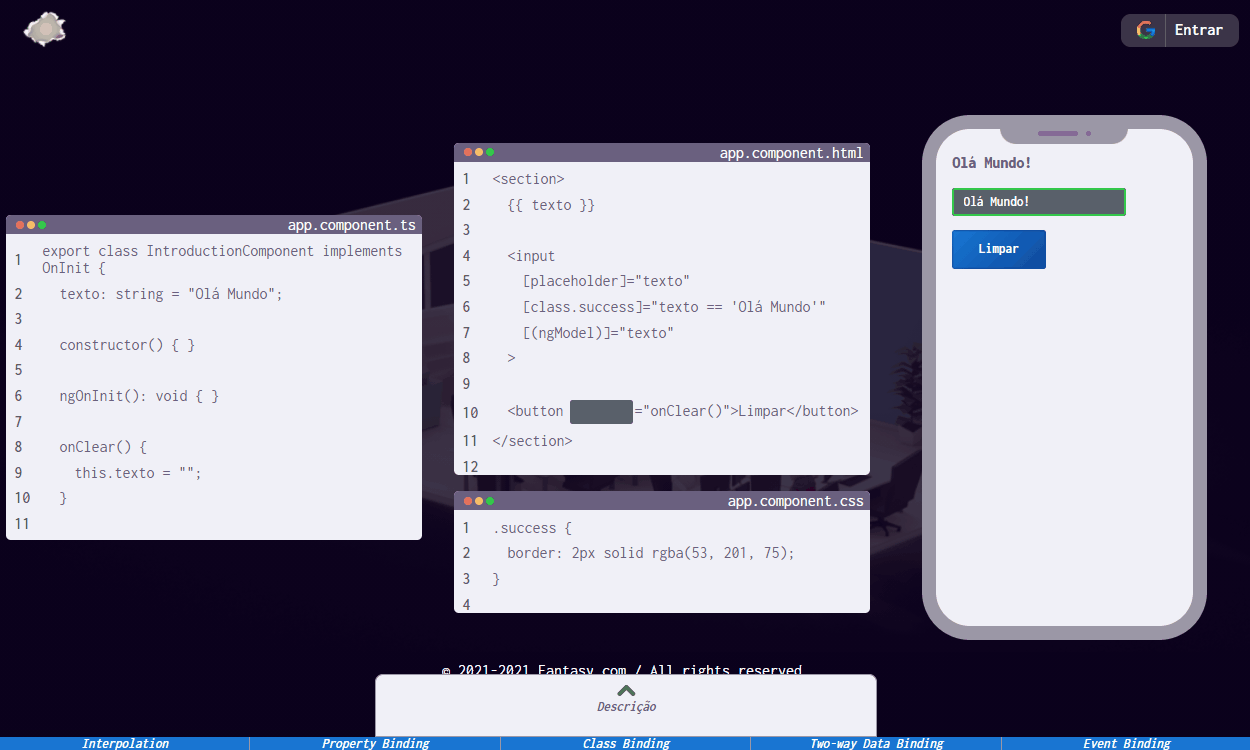 Entrar
app.component.ts
1 export class IntroductionComponent implements
OnInit {
2 texto: string = "Olá Mundo";
3
4 constructor() { }
5
6 ngOnInit(): void { }
7
8 onClear() {
9 this.texto = "";
10 }
11
app.component.html
1 <section>
2 {{ texto }}
3
4 <input
5 [placeholder]="texto"
6 [class.success]="texto == 'Olá Mundo'"
7 [(ngModel)]="texto"
8 >
9
10 <button ="onClear()">Limpar</button>
11 </section>
12
app.component.css
1 .success {
2 border: 2px solid rgba(53, 201, 75);
3 }
4
Olá Mundo!
Olá Mundo!
Limpar
© 2021-2021 Fantasy.com / All rights reserved
Descrição
Interpolation
Property Binding
Class Binding
Two-way Data Binding
Event Binding